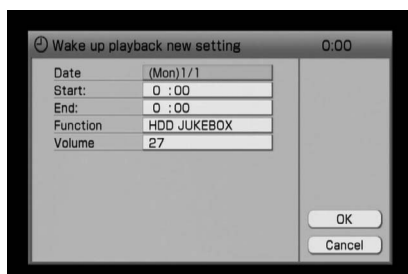 Wake up playback new setting 0:00
Date (Mon)1/1
Start: 0 :00
End: 0 :00
Function HDD JUKEBOX
Volume 27
OK
Cancel